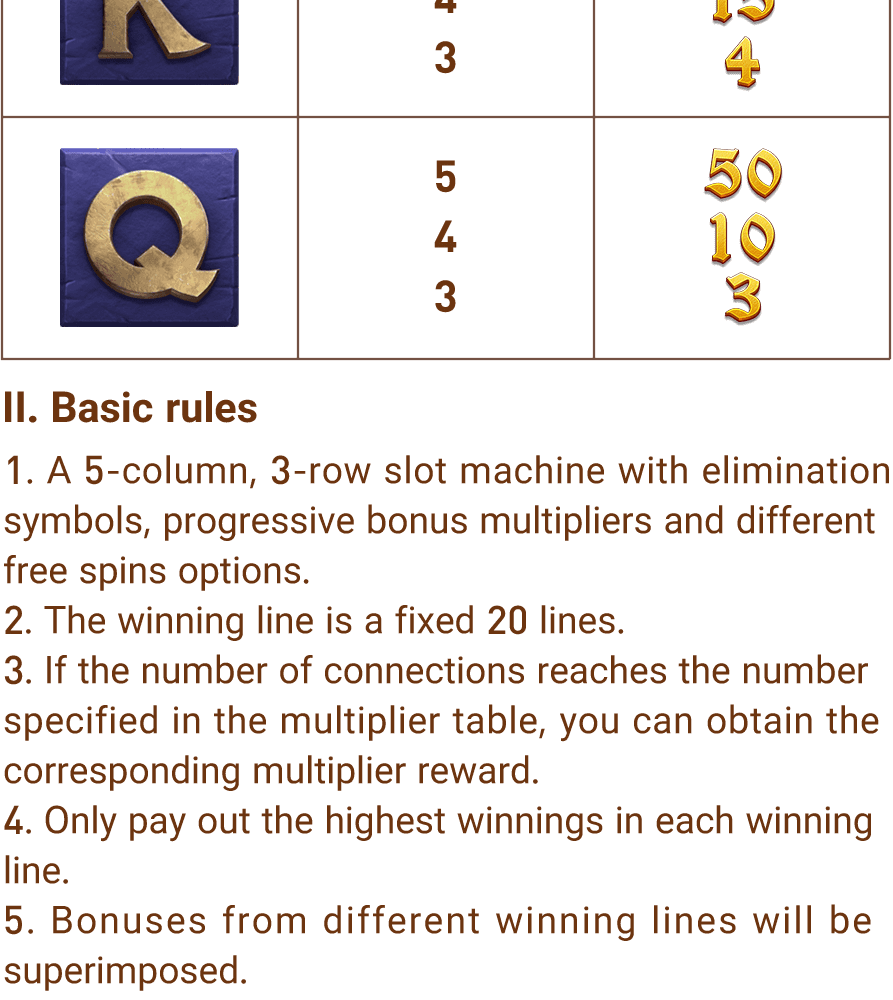 K
4 15
3 4
Q
5 50
4 10
3 3
II. Basic rules
1. A 5-column, 3-row slot machine with elimination
symbols, progressive bonus multipliers and different
free spins options.
2. The winning line is a fixed 20 lines.
3. If the number of connections reaches the number
specified in the multiplier table, you can obtain the
corresponding multiplier reward.
4. Only pay out the highest winnings in each winning
line.
5. Bonuses from different winning lines will be
superimposed.